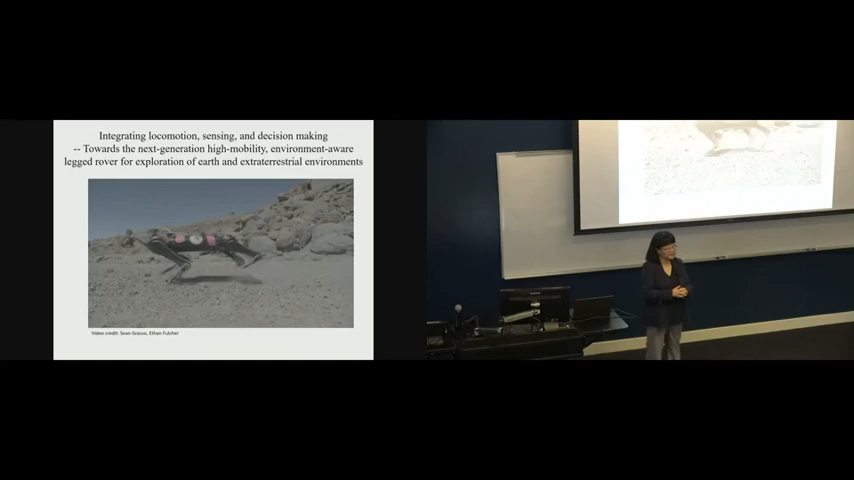 Integrating locomotion, sensing, and decision making
-- Towards the next-generation high-mobility, environment-aware
legged rover for exploration of earth and extraterrestrial environments
Video credit: Sean Grasso, Ethan Fulcher